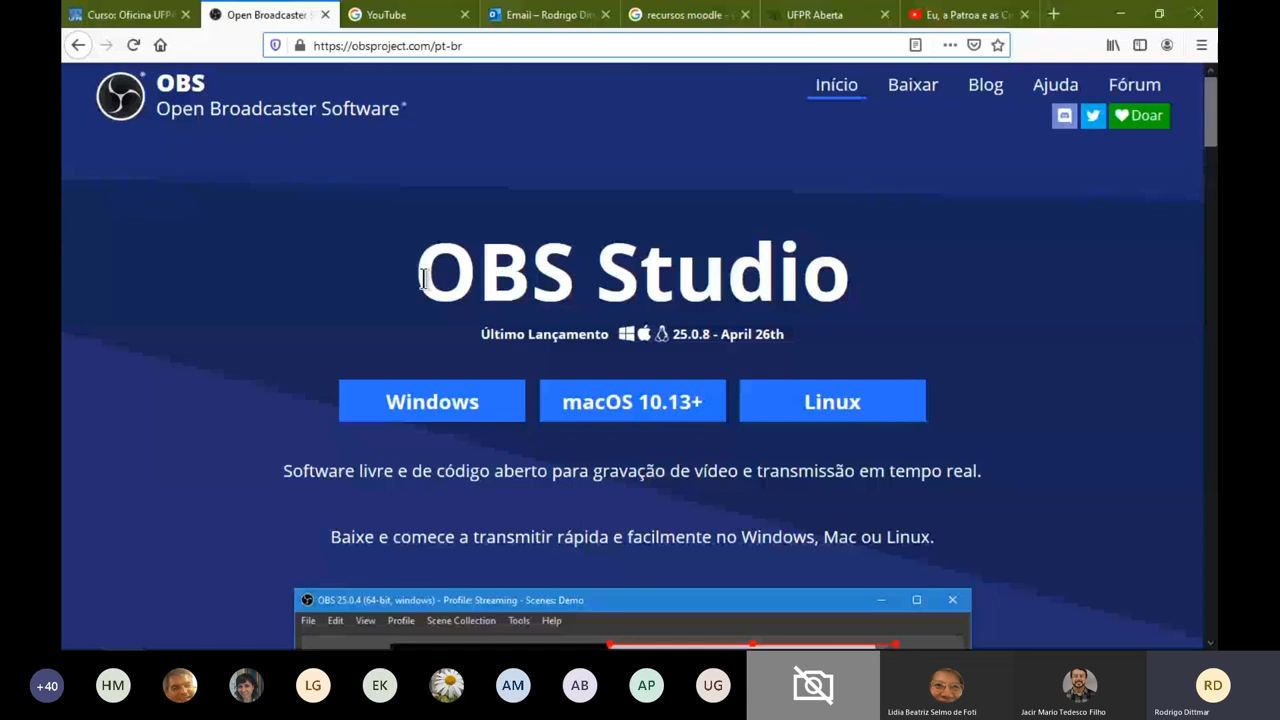 Curso: Oficina UFPA
Open Broadcaster S
YouTube
Email – Rodrigo Dit
recursos moodle -
UFPR Aberta
Eu, a Patroa e as C
https://obsproject.com/pt-br
OBS
Open Broadcaster Software
Início
Baixar
Blog
Ajuda
Fórum
Doar
OBS Studio
Último Lançamento 25.0.8 - April 26th
Windows
macOS 10.13+
Linux
Software livre e de código aberto para gravação de vídeo e transmissão em tempo real.
Baixe e comece a transmitir rápida e facilmente no Windows, Mac ou Linux.
OBS 25.0.4 (64-bit, windows) - Profile: Streaming - Scenes: Demo
File Edit View Profile Scene Collection Tools Help
+40
HM
LG
EK
AM
AB
AP
UG
RD
Lidia Beatriz Selmo de Foti
Jacir Mario Tedesco Filho
Rodrigo Dittmar